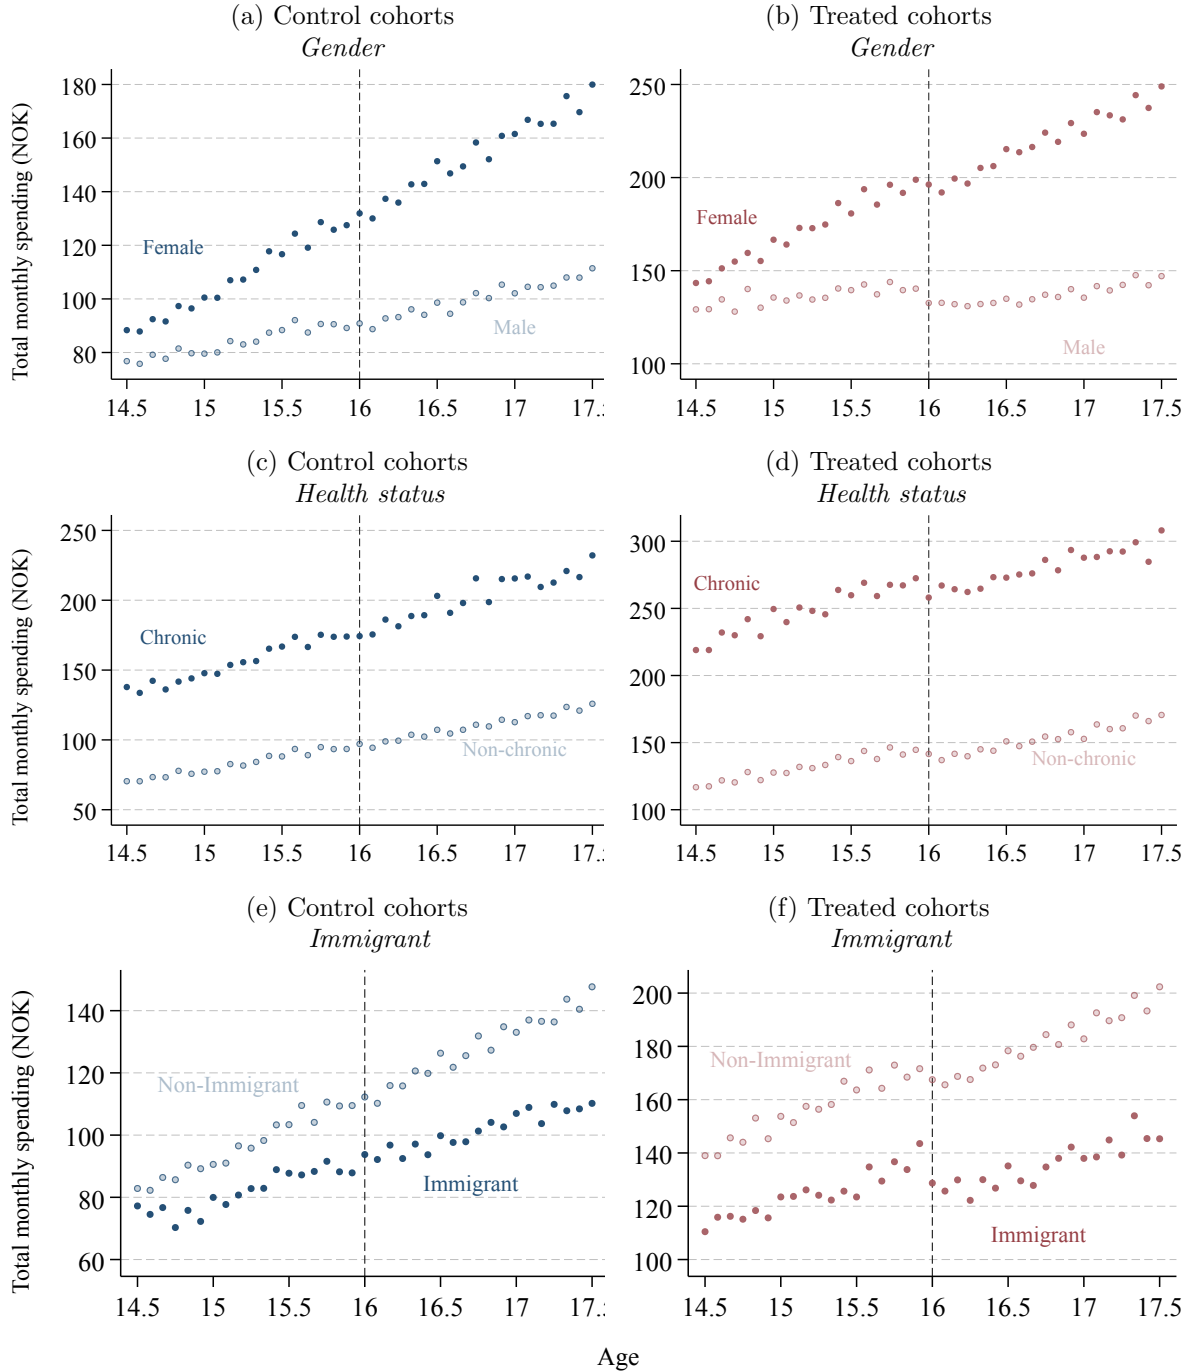 (a) Control cohorts
Gender
(b) Treated cohorts
Gender
Total monthly spending (NOK)
180
160
140
120
100
80
Female
Male
14.5 15 15.5 16 16.5 17 17.5
250
200
150
100
Female
Male
14.5 15 15.5 16 16.5 17 17.5
(c) Control cohorts
Health status
(d) Treated cohorts
Health status
Total monthly spending (NOK)
250
200
150
100
50
Chronic
Non-chronic
14.5 15 15.5 16 16.5 17 17.5
300
250
200
150
100
Chronic
Non-chronic
14.5 15 15.5 16 16.5 17 17.5
(e) Control cohorts
Immigrant
(f) Treated cohorts
Immigrant
Total monthly spending (NOK)
140
120
100
80
60
Non-Immigrant
Immigrant
14.5 15 15.5 16 16.5 17 17.5
200
180
160
140
120
100
Non-Immigrant
Immigrant
14.5 15 15.5 16 16.5 17 17.5
Age